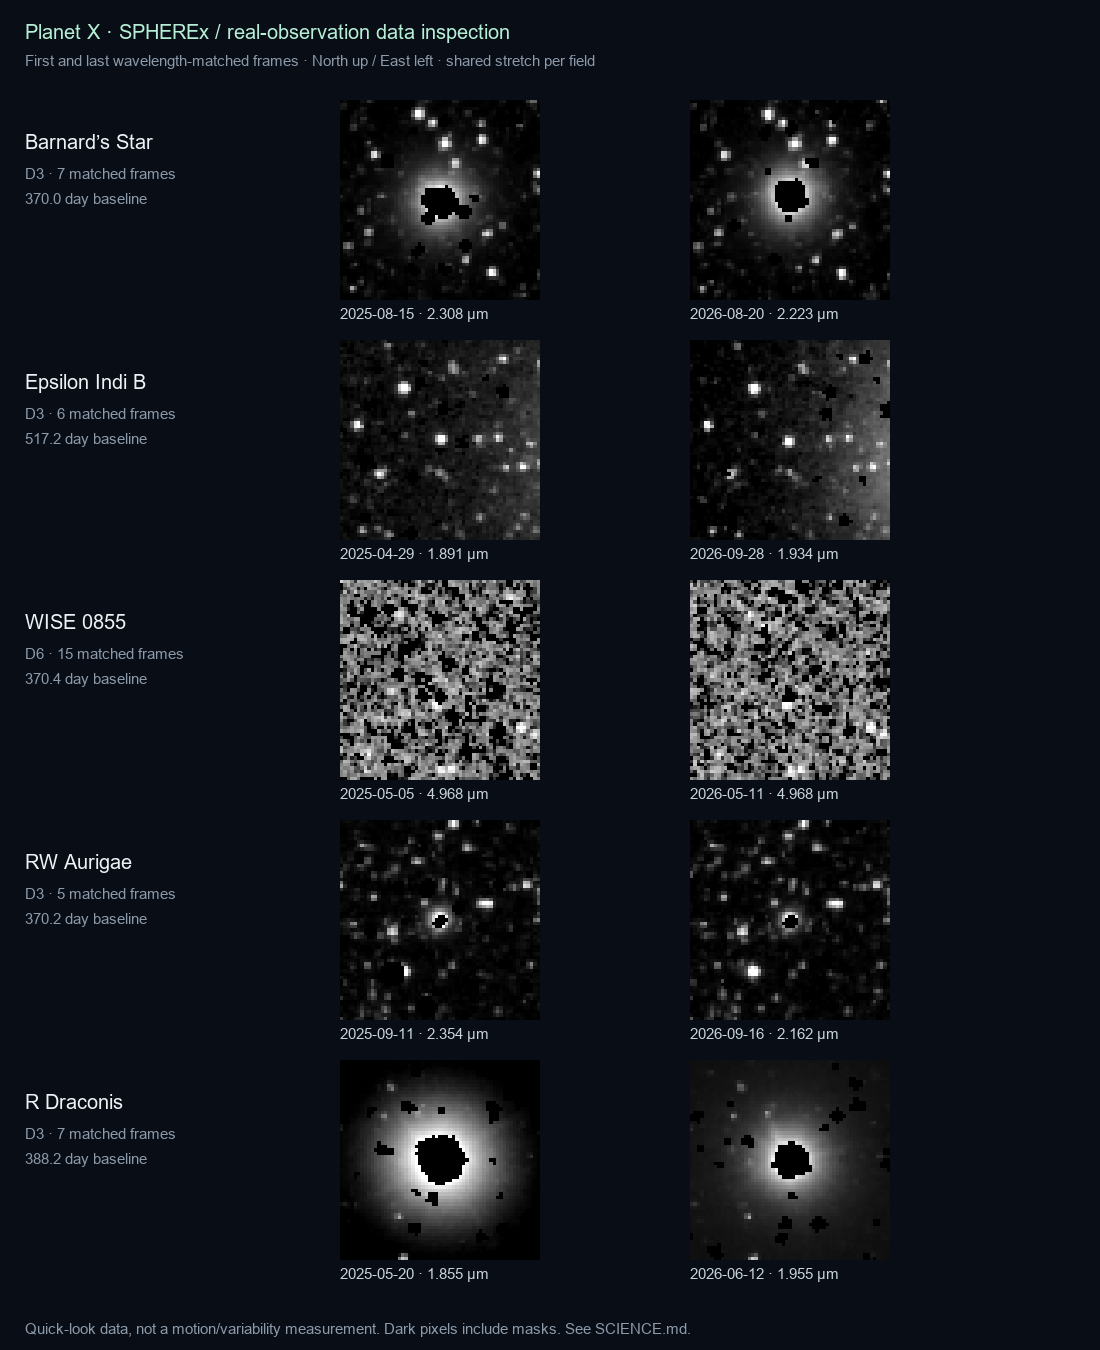 Planet X · SPHEREx / real-observation data inspection
First and last wavelength-matched frames · North up / East left · shared stretch per field
Barnard’s Star
D3 · 7 matched frames
370.0 day baseline
2025-08-15 · 2.308 µm
2026-08-20 · 2.223 µm
Epsilon Indi B
D3 · 6 matched frames
517.2 day baseline
2025-04-29 · 1.891 µm
2026-09-28 · 1.934 µm
WISE 0855
D6 · 15 matched frames
370.4 day baseline
2025-05-05 · 4.968 µm
2026-05-11 · 4.968 µm
RW Aurigae
D3 · 5 matched frames
370.2 day baseline
2025-09-11 · 2.354 µm
2026-09-16 · 2.162 µm
R Draconis
D3 · 7 matched frames
388.2 day baseline
2025-05-20 · 1.855 µm
2026-06-12 · 1.955 µm
Quick-look data, not a motion/variability measurement. Dark pixels include masks. See SCIENCE.md.